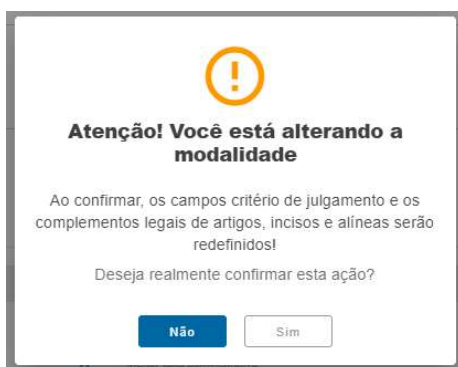 Atenção! Você está alterando a
modalidade
Ao confirmar, os campos critério de julgamento e os
complementos legais de artigos, incisos e alíneas serão
redefinidos!
Deseja realmente confirmar esta ação?
Não Sim